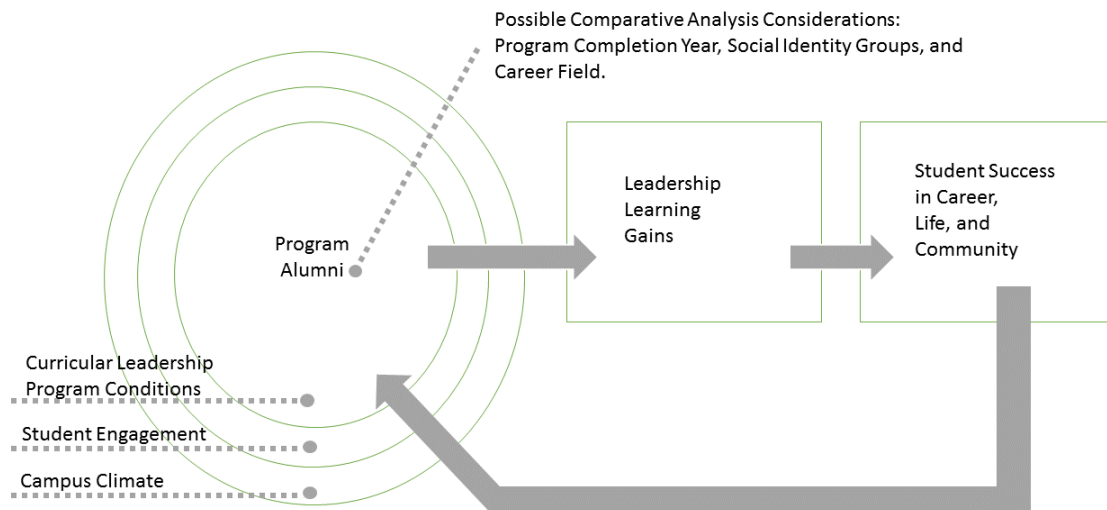 Possible Comparative Analysis Considerations:
Program Completion Year, Social Identity Groups, and
Career Field.
Leadership
Learning
Gains
Student Success
in Career,
Life, and
Community
Program
Alumni
Curricular Leadership
Program Conditions
Student Engagement
Campus Climate